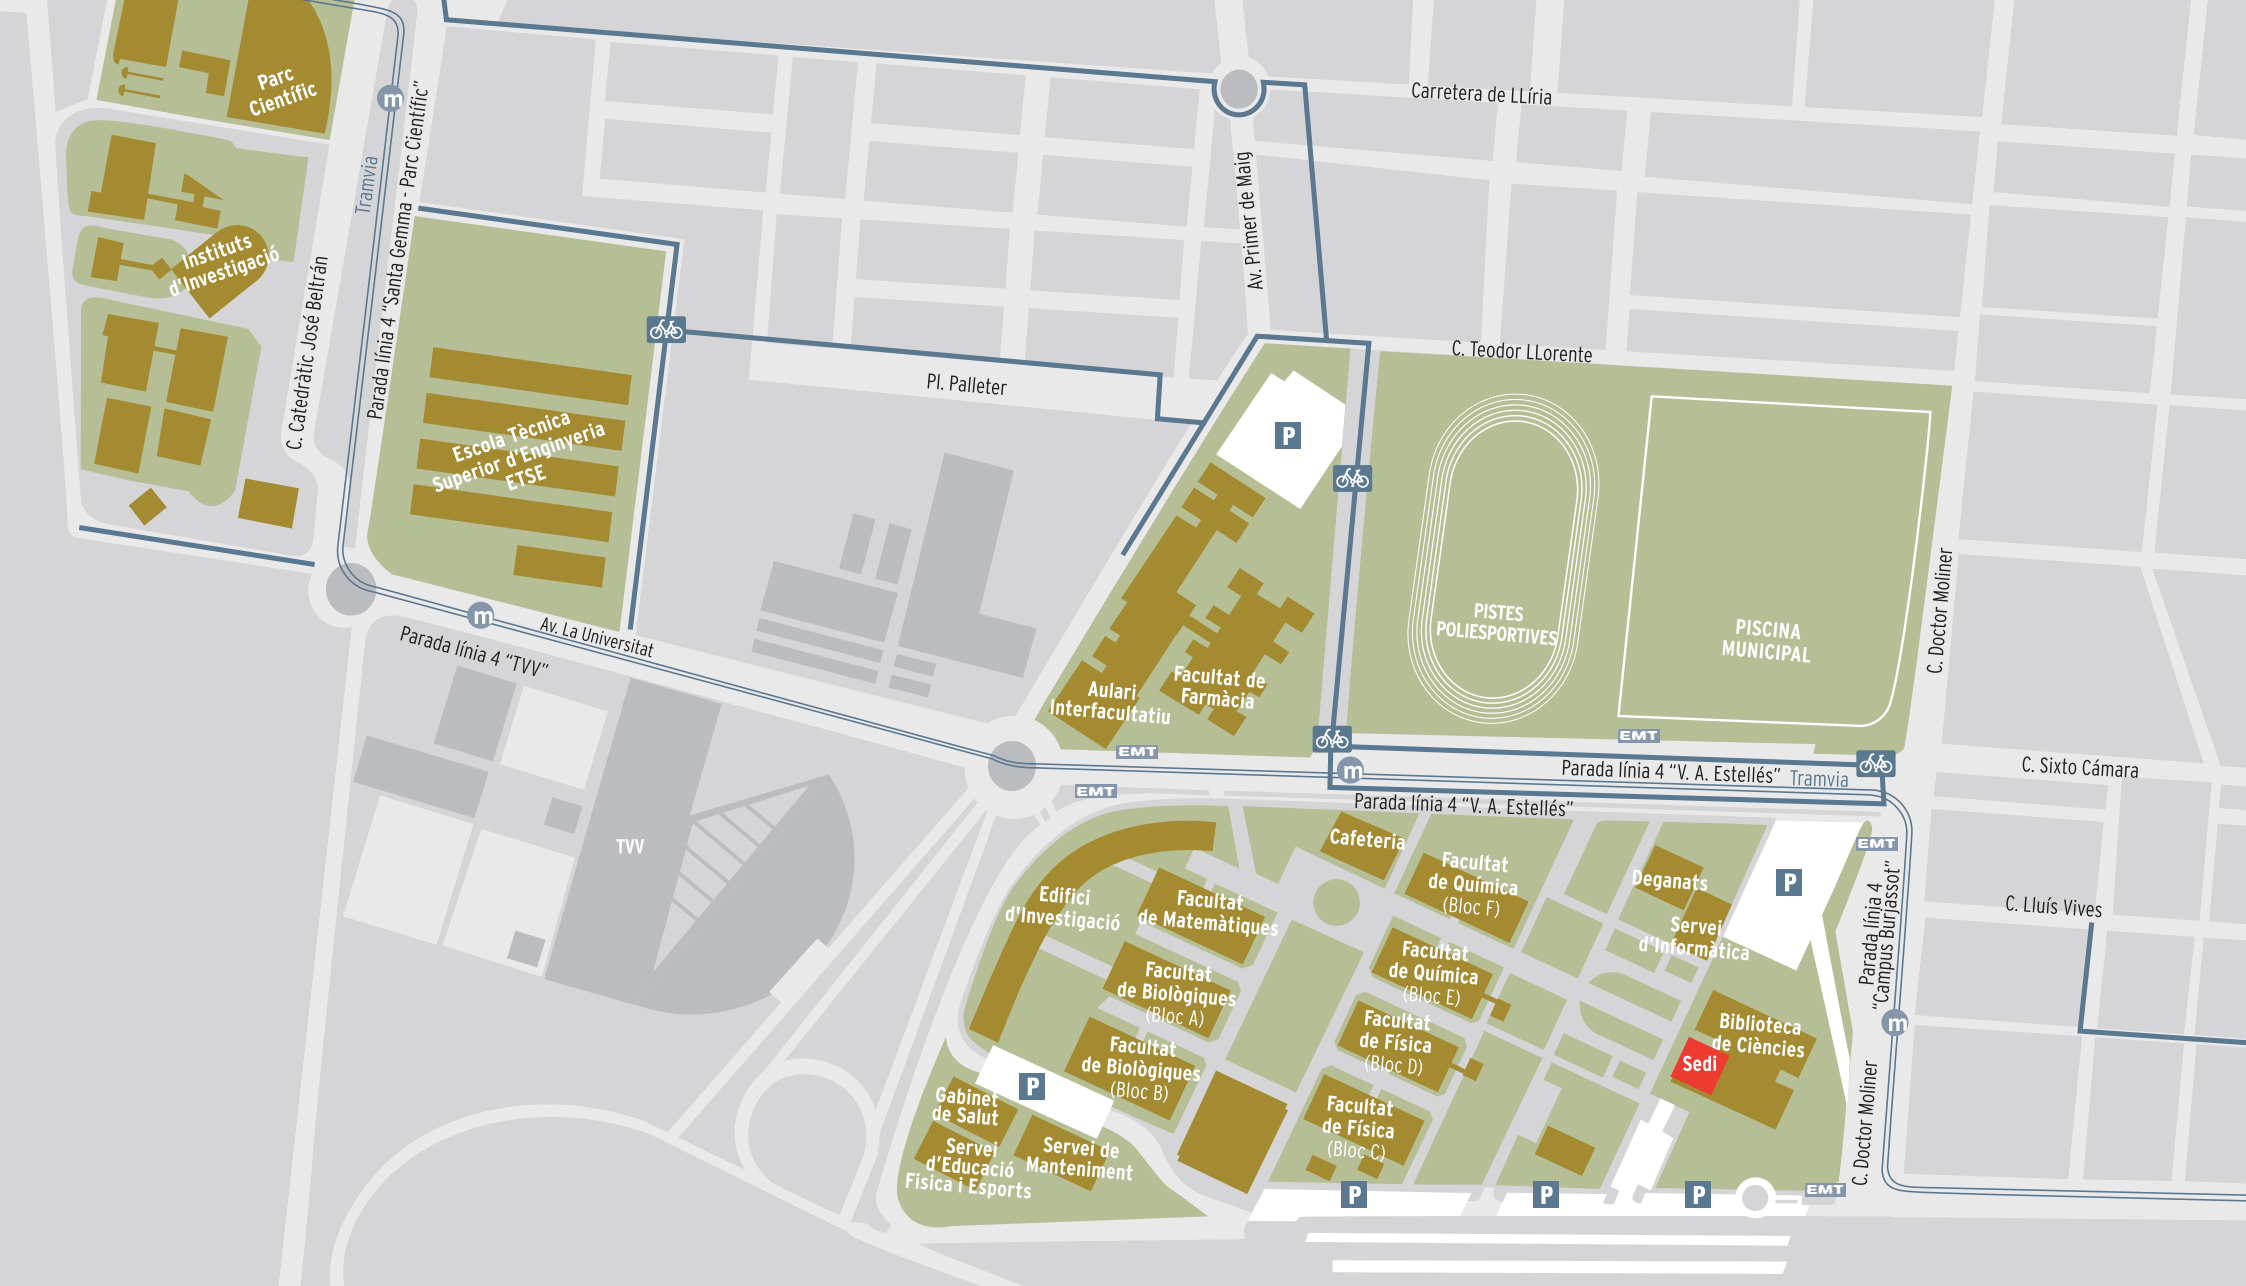 Parc
Científic
m
Tramvia
Parada línia 4 “Santa Gemma - Parc Científic”
Carretera de LLíria
Av. Primer de Maig
Instituts
d'Investigació
C. Catedràtic José Beltrán
C. Teodor LLorente
Pl. Palleter
P
Escola Tècnica
Superior d'Enginyeria
ETSE
m
Av. La Universitat
Parada línia 4 “TVV”
PISTES
POLIESPORTIVES
PISCINA
MUNICIPAL
C. Doctor Moliner
Aulari
Interfacultatiu
Facultat de
Farmàcia
EMT
EMT
EMT
m
Parada línia 4 “V. A. Estellés”
Tramvia
Parada línia 4 “V. A. Estellés”
C. Sixto Cámara
TVV
Cafeteria
Facultat
de Química
(Bloc F)
Deganats
P
EMT
Parada línia 4
“Campus Burjassot”
C. Lluís Vives
Edifici
d'Investigació
Facultat
de Matemàtiques
Servei
d’Informàtica
Facultat
de Química
(Bloc E)
Facultat
de Biològiques
(Bloc A)
Facultat
de Física
(Bloc D)
Biblioteca
de Ciències
Sedi
m
Facultat
de Biològiques
(Bloc B)
P
Gabinet
de Salut
Facultat
de Física
(Bloc C)
Servei
d’Educació
Fisica i Esports
Servei de
Manteniment
C. Doctor Moliner
P
P
P
EMT